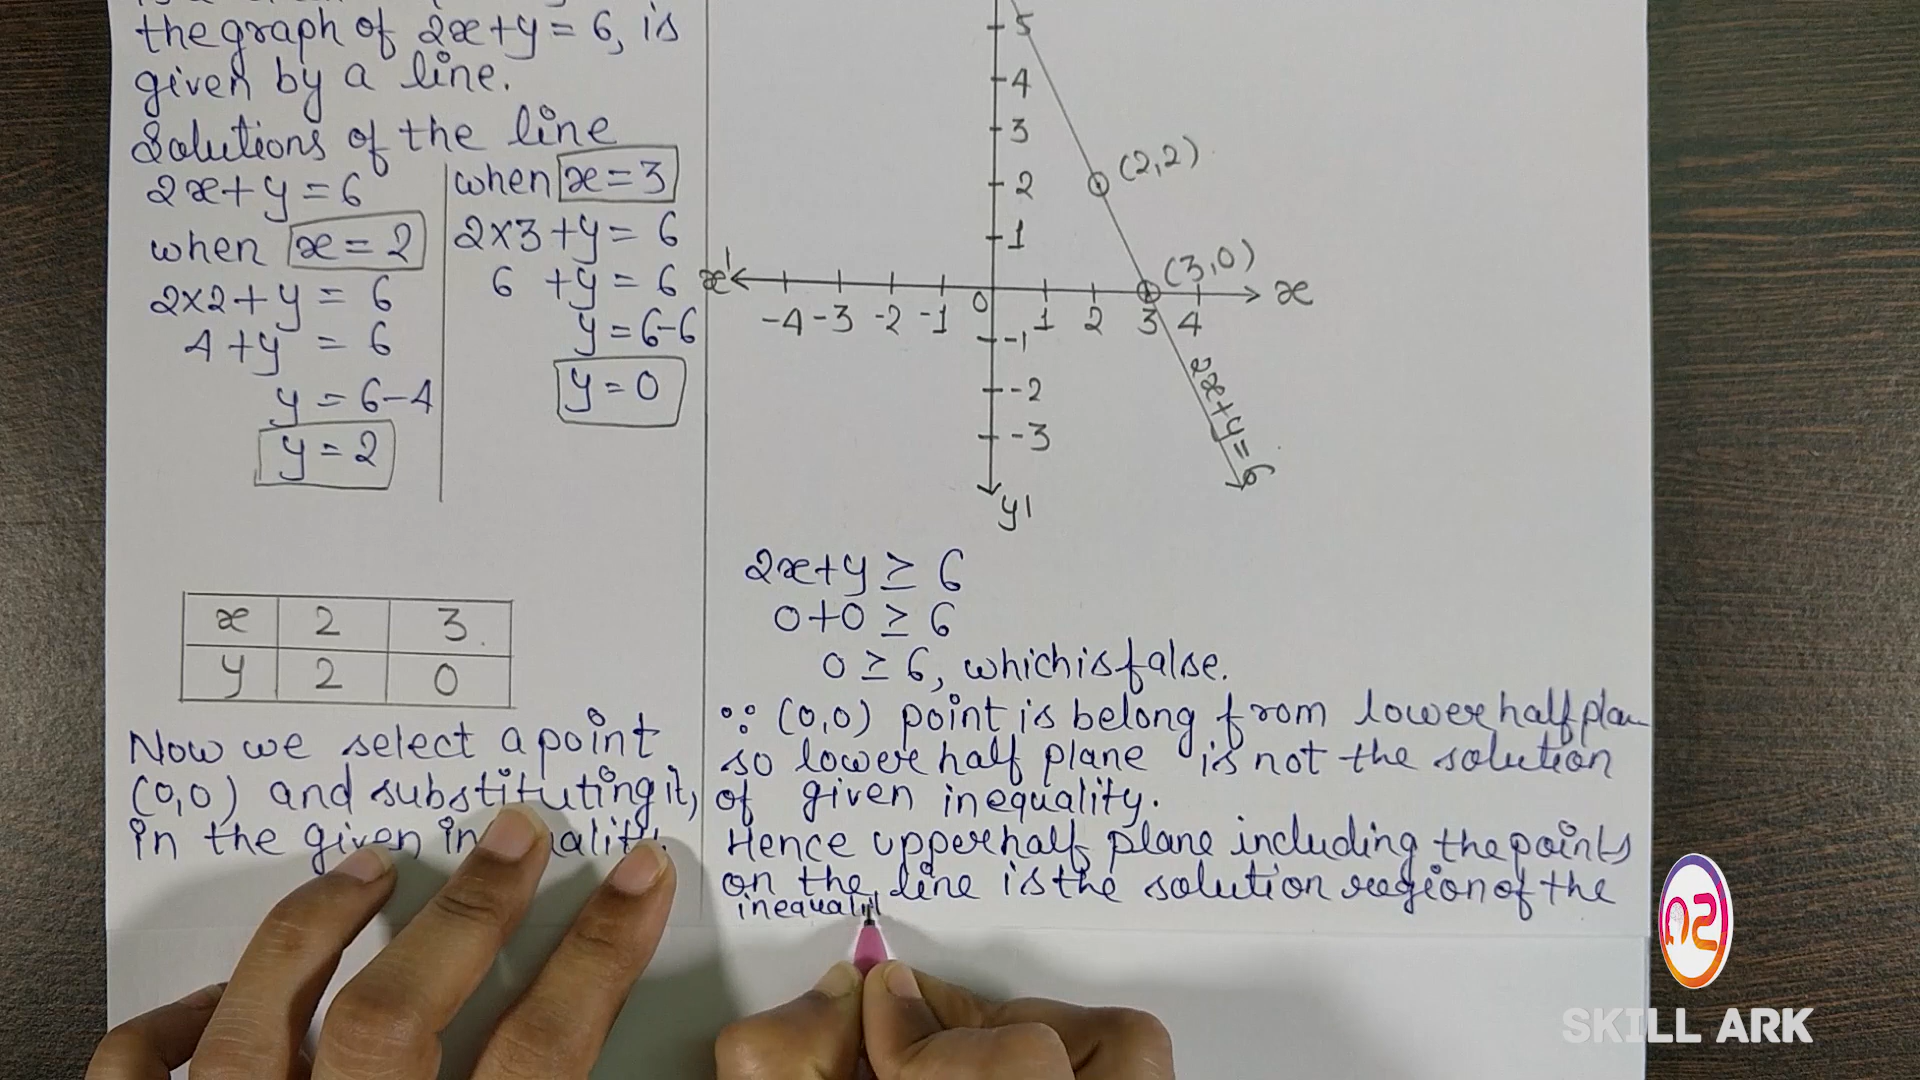 the graph of 2x+y = 6, is
given by a line.
Solutions of the line
2x+y = 6
when x = 2
2×2+y = 6
4+y = 6
y = 6-4
y = 2
when x = 3
2×3+y = 6
6 +y = 6
y = 6-6
y = 0
x 2 3
y 2 0
Now we select a point
(0,0) and substituting it,
in the given
5
4
3
2
1
(2,2)
(3,0)
x' x
-4 -3 -2 -1 0 1 2 3 4
-1
-2
-3
y'
2x+y = 6
2x+y ≥ 6
0+0 ≥ 6
0 ≥ 6, which is false.
∵ (0,0) point is belong from lower half plan
so lower half plane is not the solution
of given inequality.
Hence upper half plane including the points
on the line is the solution region of the
SKILL ARK